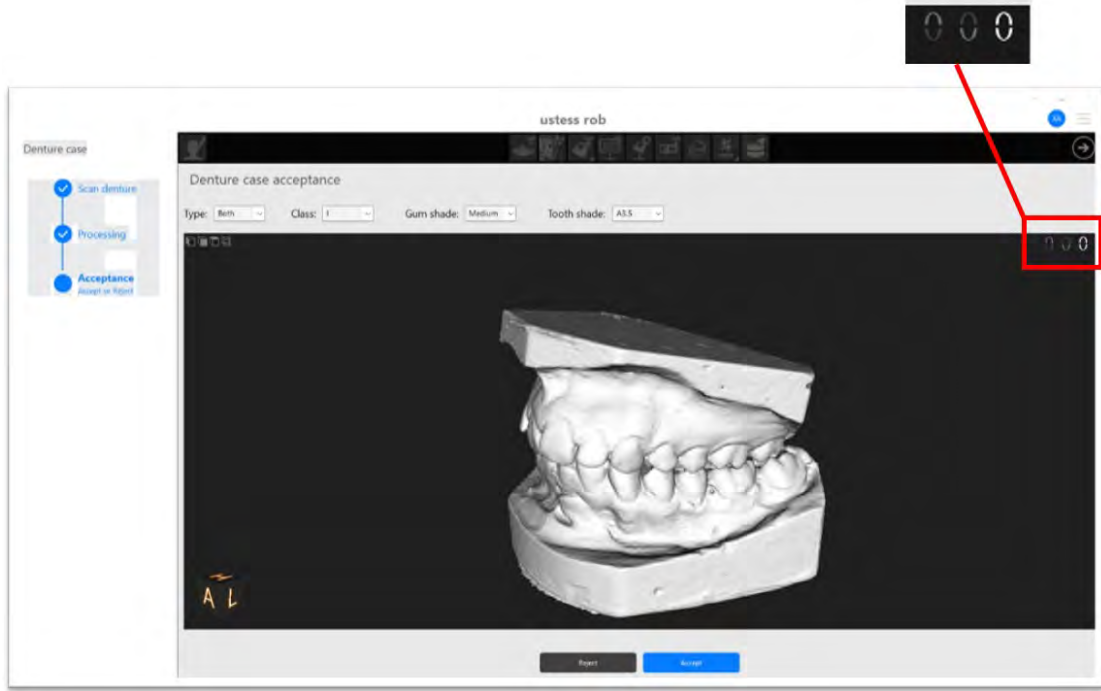 ustess rob
Denture case
Scan denture
Denture case acceptance
Type: Both Class: I Gum shade: Medium Tooth shade: A3.5
Processing
Acceptance
Accept or Reject
A L
Reject Accept